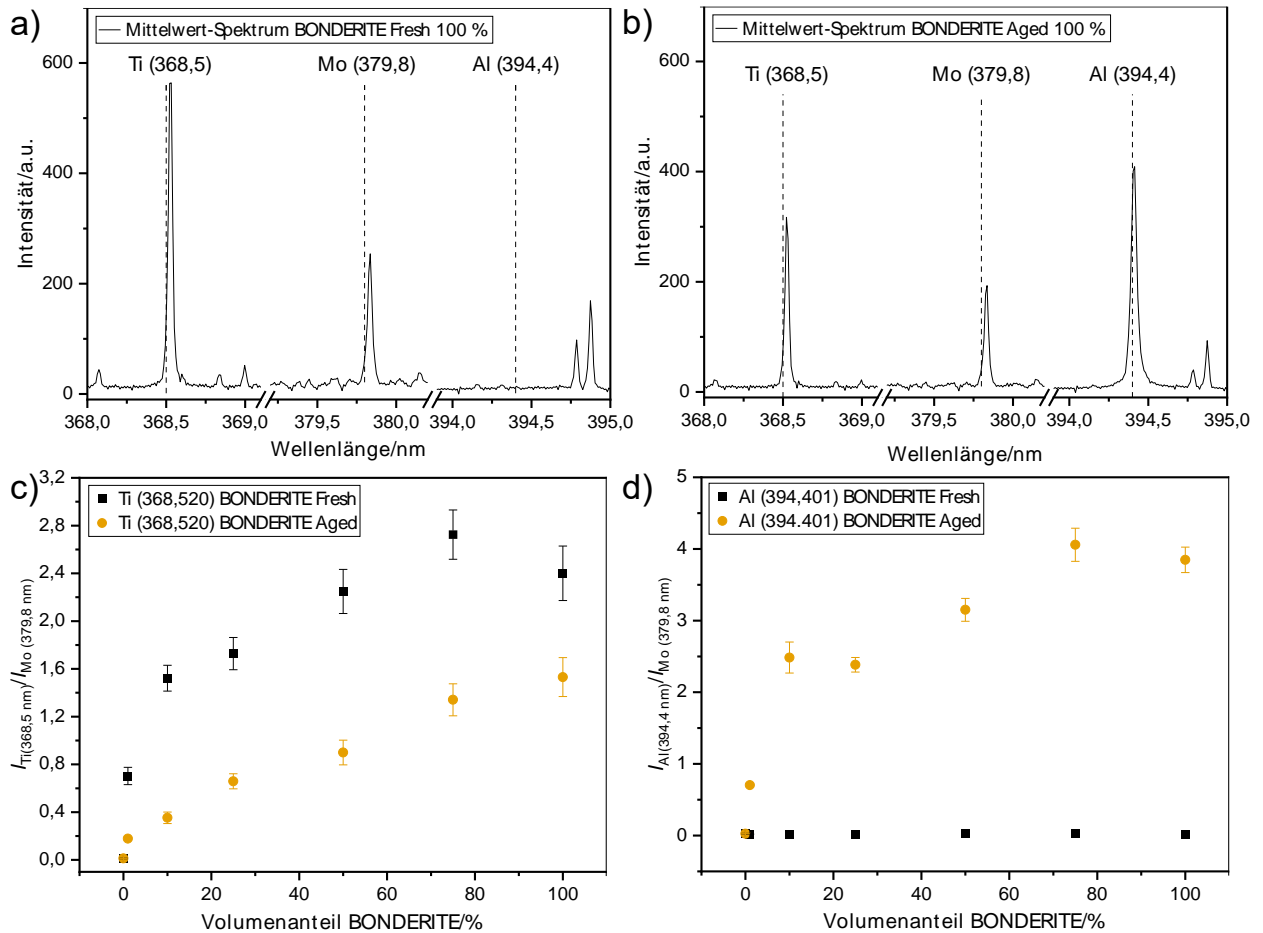 a)
Mittelwert-Spektrum BONDERITE Fresh 100 %
Ti (368,5) Mo (379,8) Al (394,4)
600
400
200
0
Intensität/a.u.
368,0 368,5 369,0 379,5 380,0 394,0 394,5 395,0
Wellenlänge/nm
b)
Mittelwert-Spektrum BONDERITE Aged 100 %
Ti (368,5) Mo (379,8) Al (394,4)
600
400
200
0
Intensität/a.u.
368,0 368,5 369,0 379,5 380,0 394,0 394,5 395,0
Wellenlänge/nm
c)
Ti (368,520) BONDERITE Fresh
Ti (368,520) BONDERITE Aged
3,2
2,8
2,4
2,0
1,6
1,2
0,8
0,4
0,0
I Ti(368,5 nm)/I Mo (379,8 nm)
0 20 40 60 80 100
Volumenanteil BONDERITE/%
d)
Al (394,401) BONDERITE Fresh
Al (394.401) BONDERITE Aged
5
4
3
2
1
0
I Al(394,4 nm)/I Mo (379,8 nm)
0 20 40 60 80 100
Volumenanteil BONDERITE/%